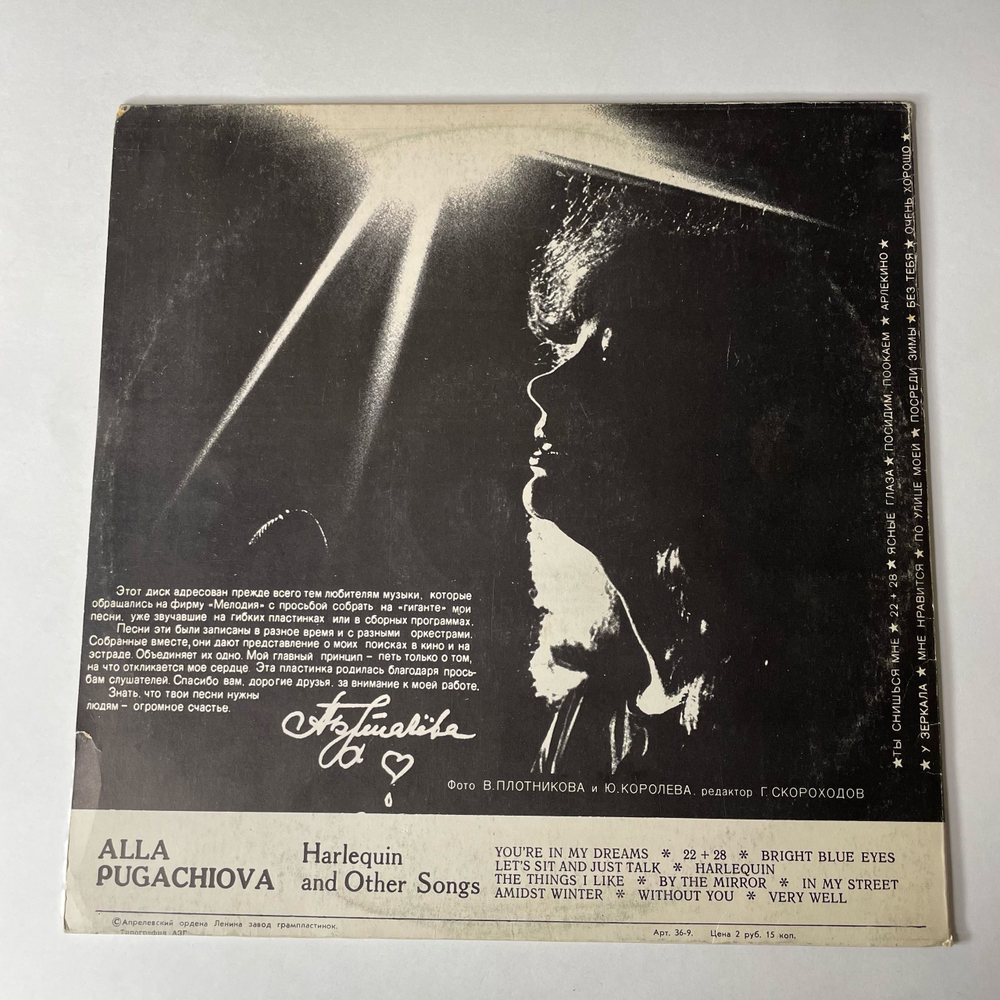 Этот диск адресован прежде всего тем любителям музыки, которые
обращались на фирму «Мелодия» с просьбой собрать на «гиганте» мои
песни, уже звучавшие на гибких пластинках или в сборных программах.
Песни эти были записаны в разное время и с разными оркестрами.
Собранные вместе, они дают представление о моих поисках в кино и на
эстраде. Объединяет их одно. Мой главный принцип – петь только о том,
на что откликается мое сердце. Эта пластинка родилась благодаря прось-
бам слушателей. Спасибо вам, дорогие друзья, за внимание к моей работе.
Знать, что твои песни нужны
людям – огромное счастье.
Фото В.ПЛОТНИКОВА и Ю.КОРОЛЕВА, редактор Г.СКОРОХОДОВ
★ТЫ СНИШЬСЯ МНЕ ★ 22 + 28 ★ ЯСНЫЕ ГЛАЗА ★ ПОСИДИМ, ПООКАЕМ ★ АРЛЕКИНО ★
★ У ЗЕРКАЛА ★ МНЕ НРАВИТСЯ ★ ПО УЛИЦЕ МОЕЙ ★ ПОСРЕДИ ЗИМЫ ★ БЕЗ ТЕБЯ ★ ОЧЕНЬ ХОРОШО ★
ALLA
PUGACHIOVA
Harlequin
and Other Songs
YOU'RE IN MY DREAMS * 22 + 28 * BRIGHT BLUE EYES
LET'S SIT AND JUST TALK * HARLEQUIN
THE THINGS I LIKE * BY THE MIRROR * IN MY STREET
AMIDST WINTER * WITHOUT YOU * VERY WELL
©Апрелевский ордена Ленина завод грампластинок.
Типография АЗГ
Арт. 36-9. Цена 2 руб. 15 коп.